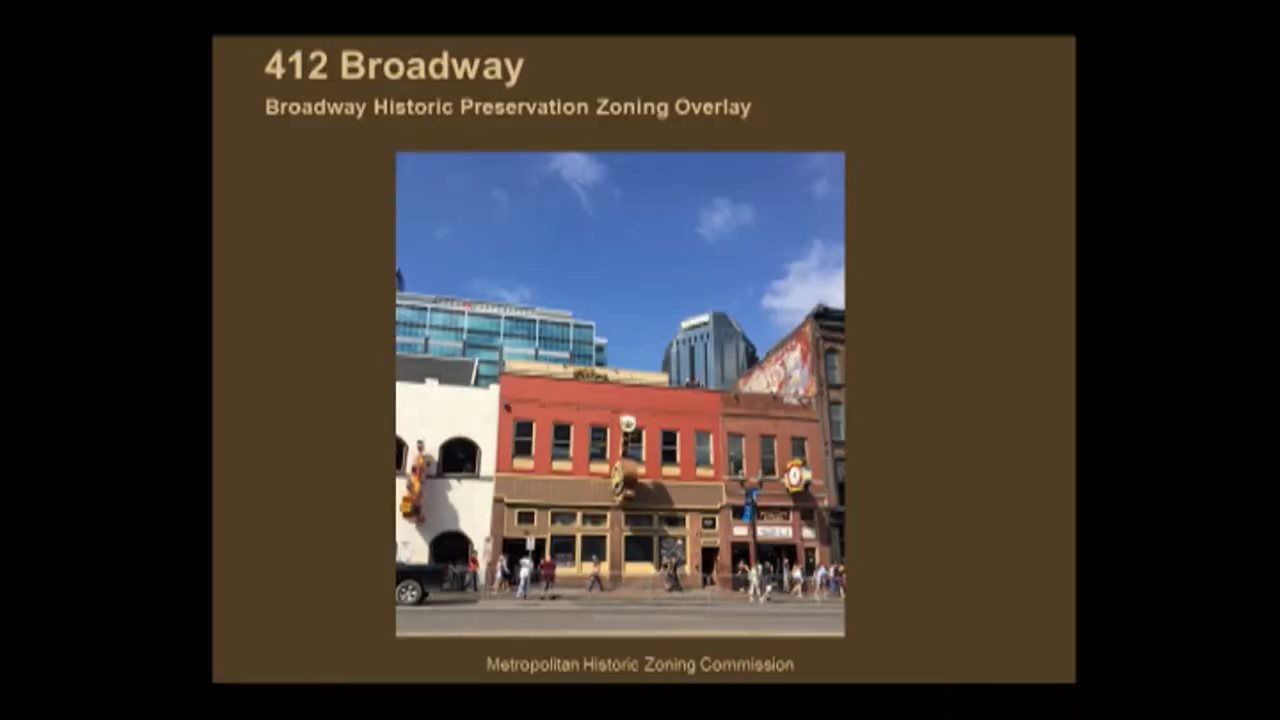 412 Broadway
Broadway Historic Preservation Zoning Overlay
Metropolitan Historic Zoning Commission